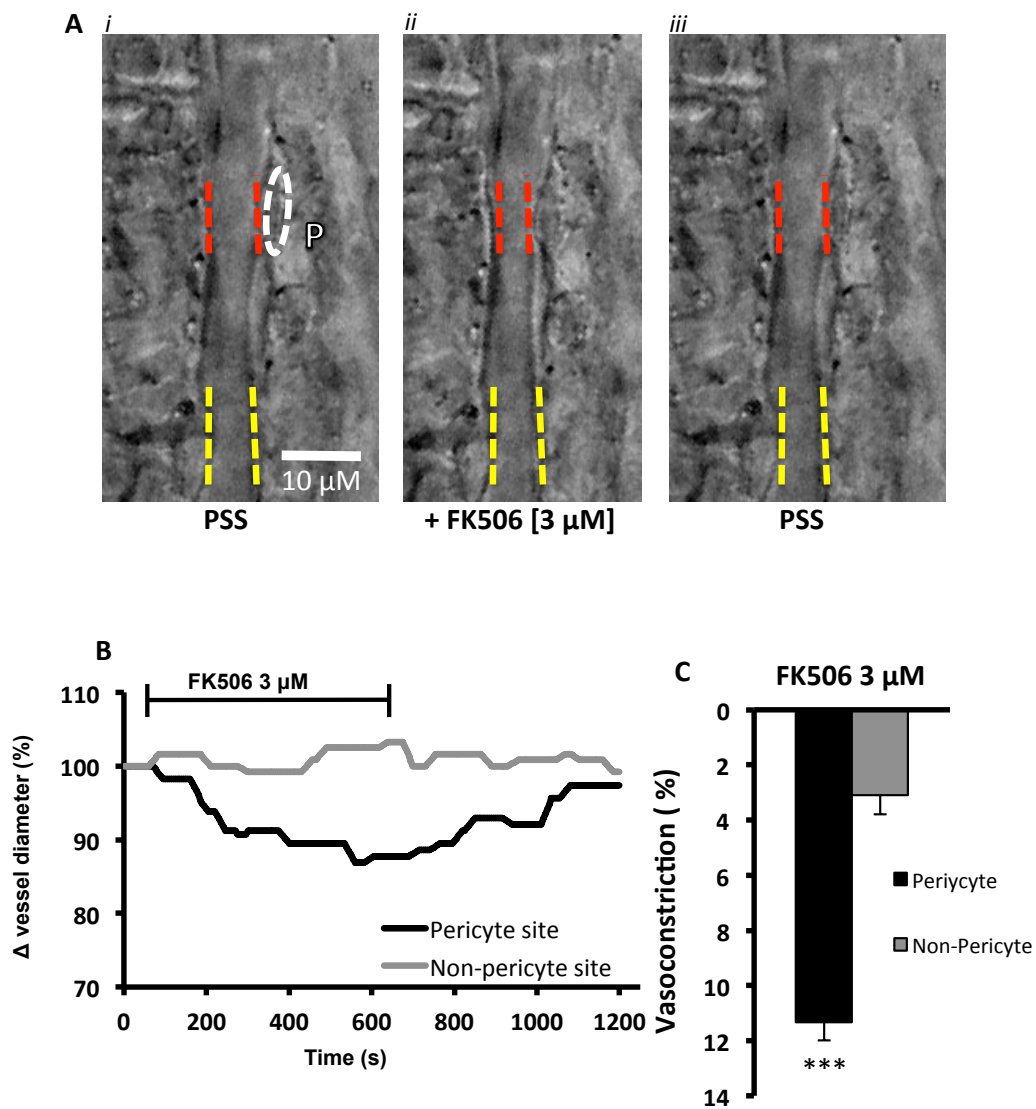 A
i
ii
iii
P
10 μM
PSS
+ FK506 [3 μM]
PSS
B
FK506 3 μM
110
100
90
80
70
Δ vessel diameter (%)
Pericyte site
Non-pericyte site
0 200 400 600 800 1000 1200
Time (s)
C
FK506 3 μM
0
2
4
6
8
10
12
14
Vasoconstriction ( %)
Periycyte
Non-Pericyte
***